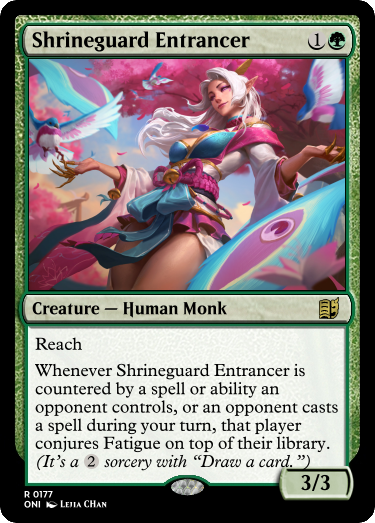 Shrineguard Entrancer 1
Creature — Human Monk
Reach
Whenever Shrineguard Entrancer is
countered by a spell or ability an
opponent controls, or an opponent casts
a spell during your turn, that player
conjures Fatigue on top of their library.
(It's a 2 sorcery with “Draw a card.”)
3/3
R 0177
ONI Lejia CHan